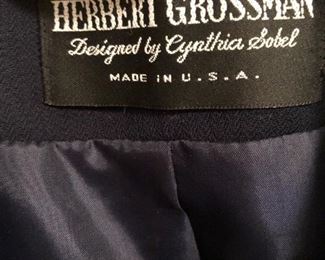 HERBERT GROSSMAN
Designed by Cynthia Sobel
MADE IN U.S.A.